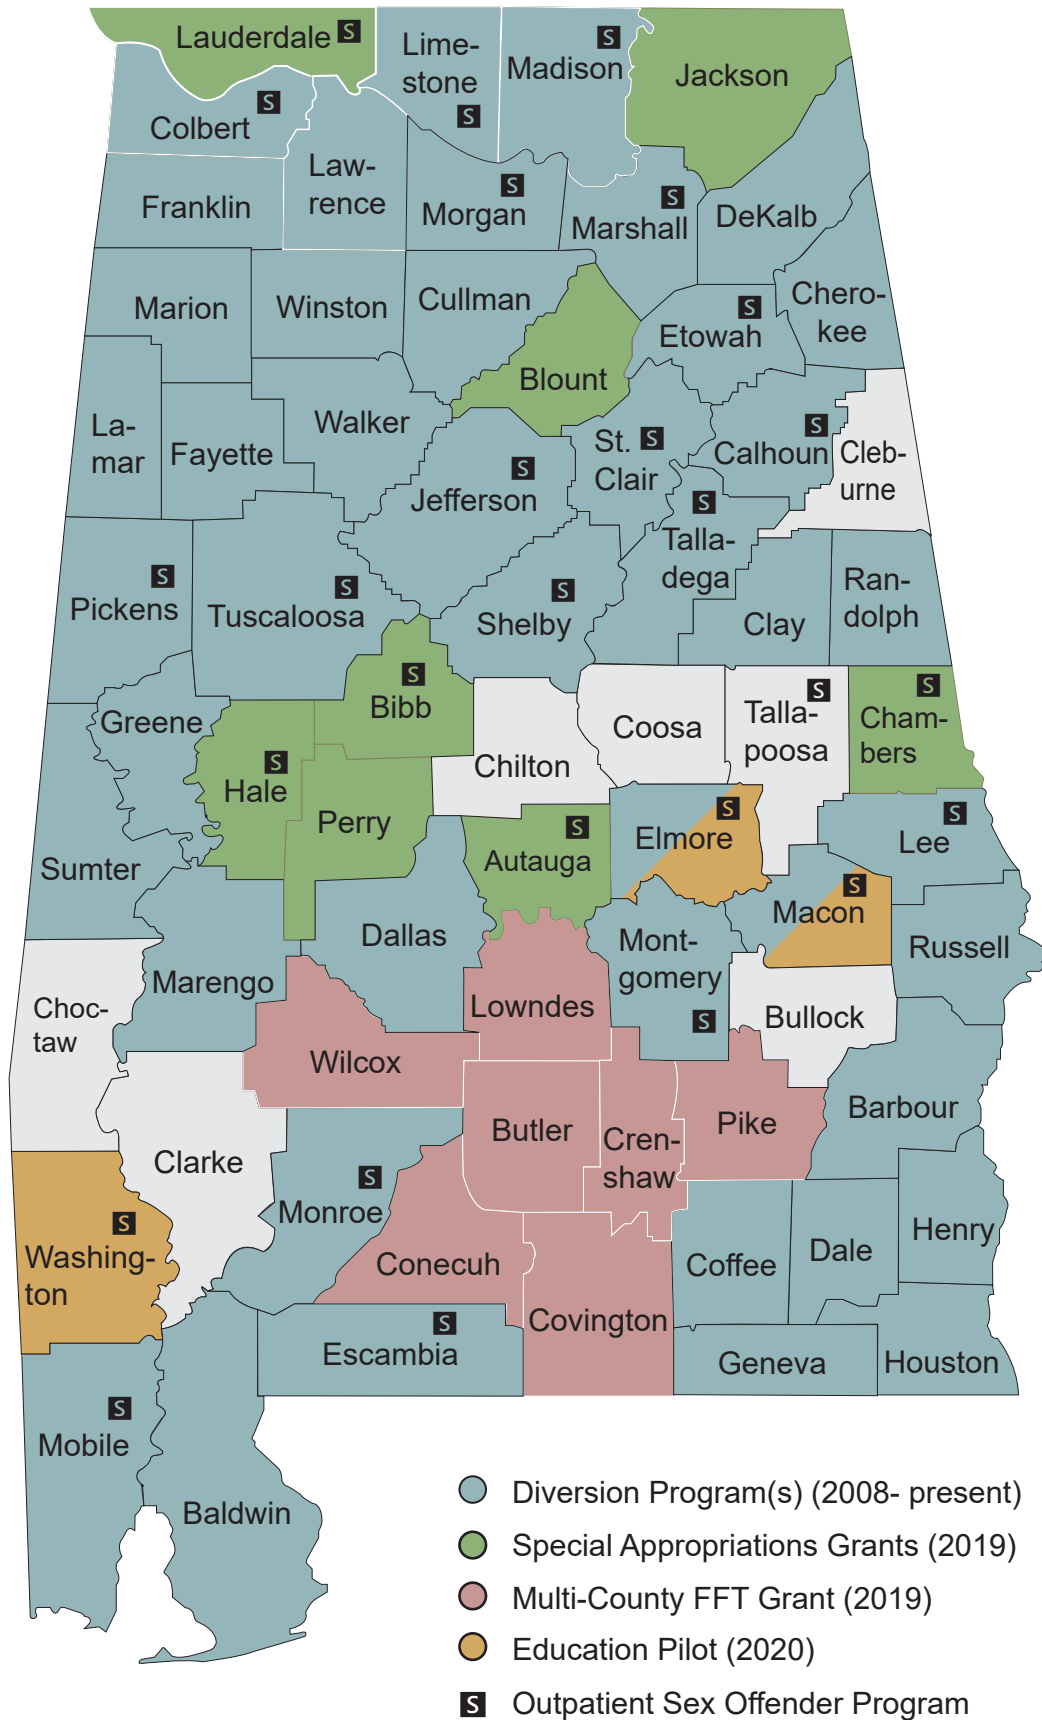 Lauderdale S
Lime-
stone
S
Madison
S
Jackson
Colbert S
Law-
rence
Franklin
Morgan
S
Marshall
S
DeKalb
Marion
Winston
Cullman
Etowah
S
Chero-
kee
Blount
La-
mar
Fayette
Walker
Jefferson
S
St. S
Clair
Calhoun
S
Cleb-
urne
Talla-
dega
S
Pickens
S
Tuscaloosa
S
Shelby
S
Clay
Ran-
dolph
Greene
Bibb
S
Hale
S
Perry
Chilton
Coosa
Talla-
poosa
S
Cham-
bers
S
Sumter
Autauga
S
Elmore
S
Lee
S
Macon
S
Dallas
Mont-
gomery
S
Russell
Marengo
Choc-
taw
Lowndes
Bullock
Wilcox
Butler
Cren-
shaw
Pike
Barbour
Clarke
Monroe
S
Conecuh
Washing-
ton
S
Coffee
Dale
Henry
Covington
Escambia
S
Geneva
Houston
Mobile
S
Baldwin
Diversion Program(s) (2008- present)
Special Appropriations Grants (2019)
Multi-County FFT Grant (2019)
Education Pilot (2020)
S Outpatient Sex Offender Program